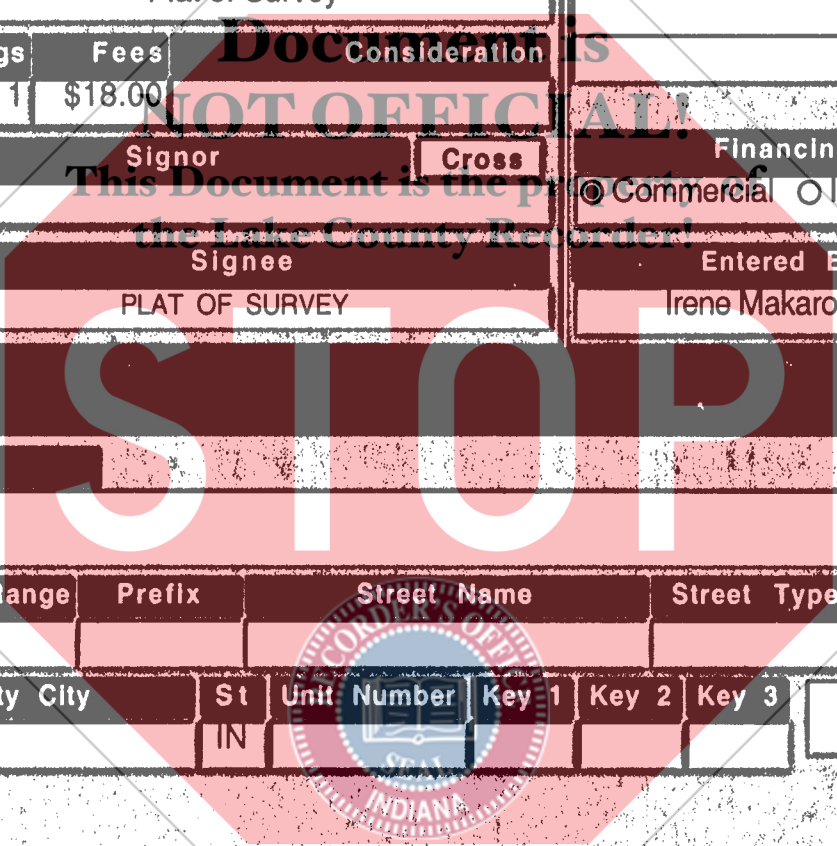 Plat of Survey
gs Fees Consideration
Document is
1 $18.00
NOT OFFICIAL!
Signor Cross Financin
This Document is the property of
Commercial
the Lake County Recorder!
Signee Entered B
PLAT OF SURVEY Irene Makaro
STOP
ange Prefix Street Name Street Type
RECORDER'S OFFICE
ty City St Unit Number Key 1 Key 2 Key 3
IN
SEAL
INDIANA